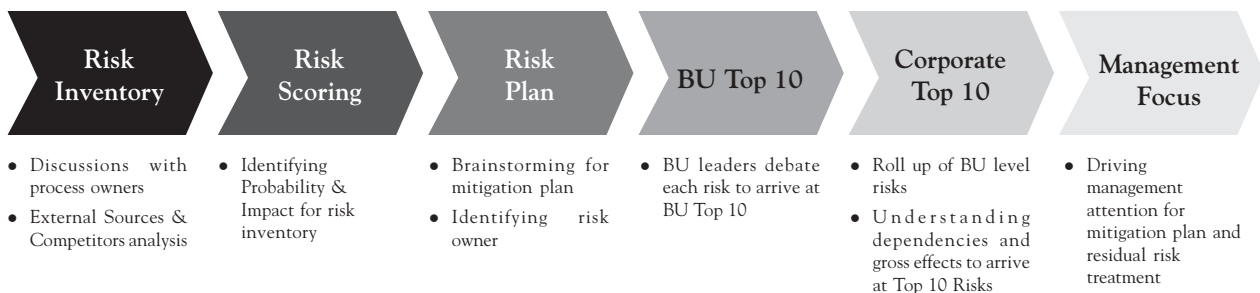 Risk
Inventory
Risk
Scoring
Risk
Plan
BU Top 10
Corporate
Top 10
Management
Focus
● Discussions with
process owners
● External Sources &
Competitors analysis
● Identifying
Probability &
Impact for risk
inventory
● Brainstorming for
mitigation plan
● Identifying risk
owner
● BU leaders debate
each risk to arrive at
BU Top 10
● Roll up of BU level
risks
● Understanding
dependencies and
gross effects to arrive
at Top 10 Risks
● Driving
management
attention for
mitigation plan and
residual risk
treatment